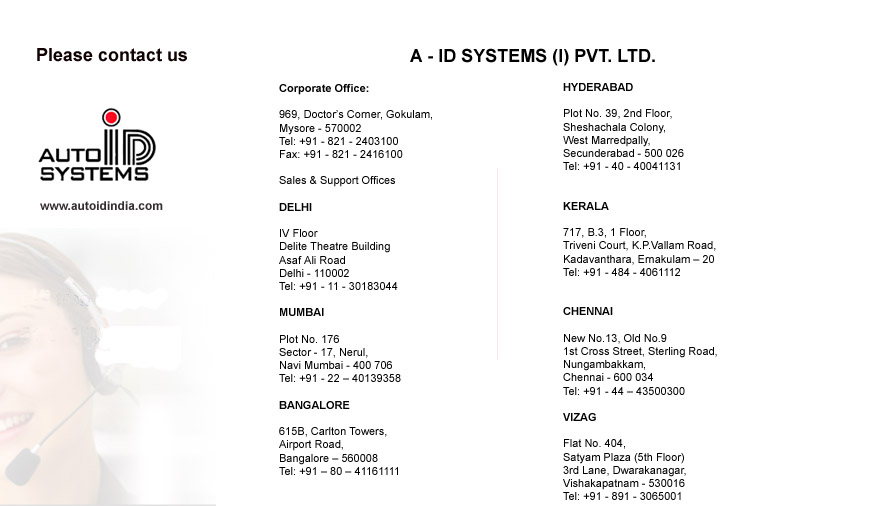 Please contact us
AUTO ID
SYSTEMS
www.autoidindia.com
A - ID SYSTEMS (I) PVT. LTD.
Corporate Office:
969, Doctor's Corner, Gokulam,
Mysore - 570002
Tel: +91 - 821 - 2403100
Fax: +91 - 821 - 2416100
Sales & Support Offices
DELHI
IV Floor
Delite Theatre Building
Asaf Ali Road
Delhi - 110002
Tel: +91 - 11 - 30183044
MUMBAI
Plot No. 176
Sector - 17, Nerul,
Navi Mumbai - 400 706
Tel: +91 - 22 – 40139358
BANGALORE
615B, Carlton Towers,
Airport Road,
Bangalore – 560008
Tel: +91 – 80 – 41161111
HYDERABAD
Plot No. 39, 2nd Floor,
Sheshachala Colony,
West Marredpally,
Secunderabad - 500 026
Tel: +91 - 40 - 40041131
KERALA
717, B.3, 1 Floor,
Triveni Court, K.P.Vallam Road,
Kadavanthara, Ernakulam – 20
Tel: +91 - 484 - 4061112
CHENNAI
New No.13, Old No.9
1st Cross Street, Sterling Road,
Nungambakkam,
Chennai - 600 034
Tel: +91 - 44 – 43500300
VIZAG
Flat No. 404,
Satyam Plaza (5th Floor)
3rd Lane, Dwarakanagar,
Vishakapatnam - 530016
Tel: +91 - 891 - 3065001